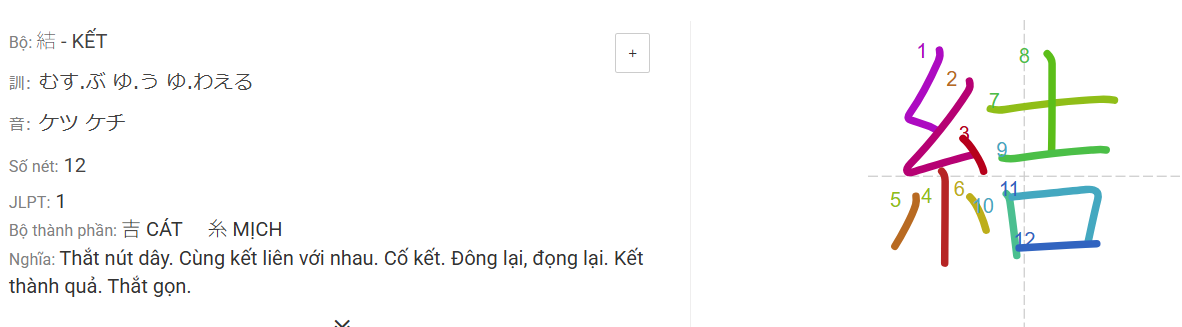 Bộ: 結 - KẾT
+
訓: むす.ぶ ゆ.う ゆ.わえる
音: ケツ ケチ
Số nét: 12
JLPT: 1
Bộ thành phần: 吉 CÁT 糸 MỊCH
Nghĩa: Thắt nút dây. Cùng kết liên với nhau. Cố kết. Đông lại, đọng lại. Kết
thành quả. Thắt gọn.
結
1
2
3
4
5
6
7
8
9
10
11
12